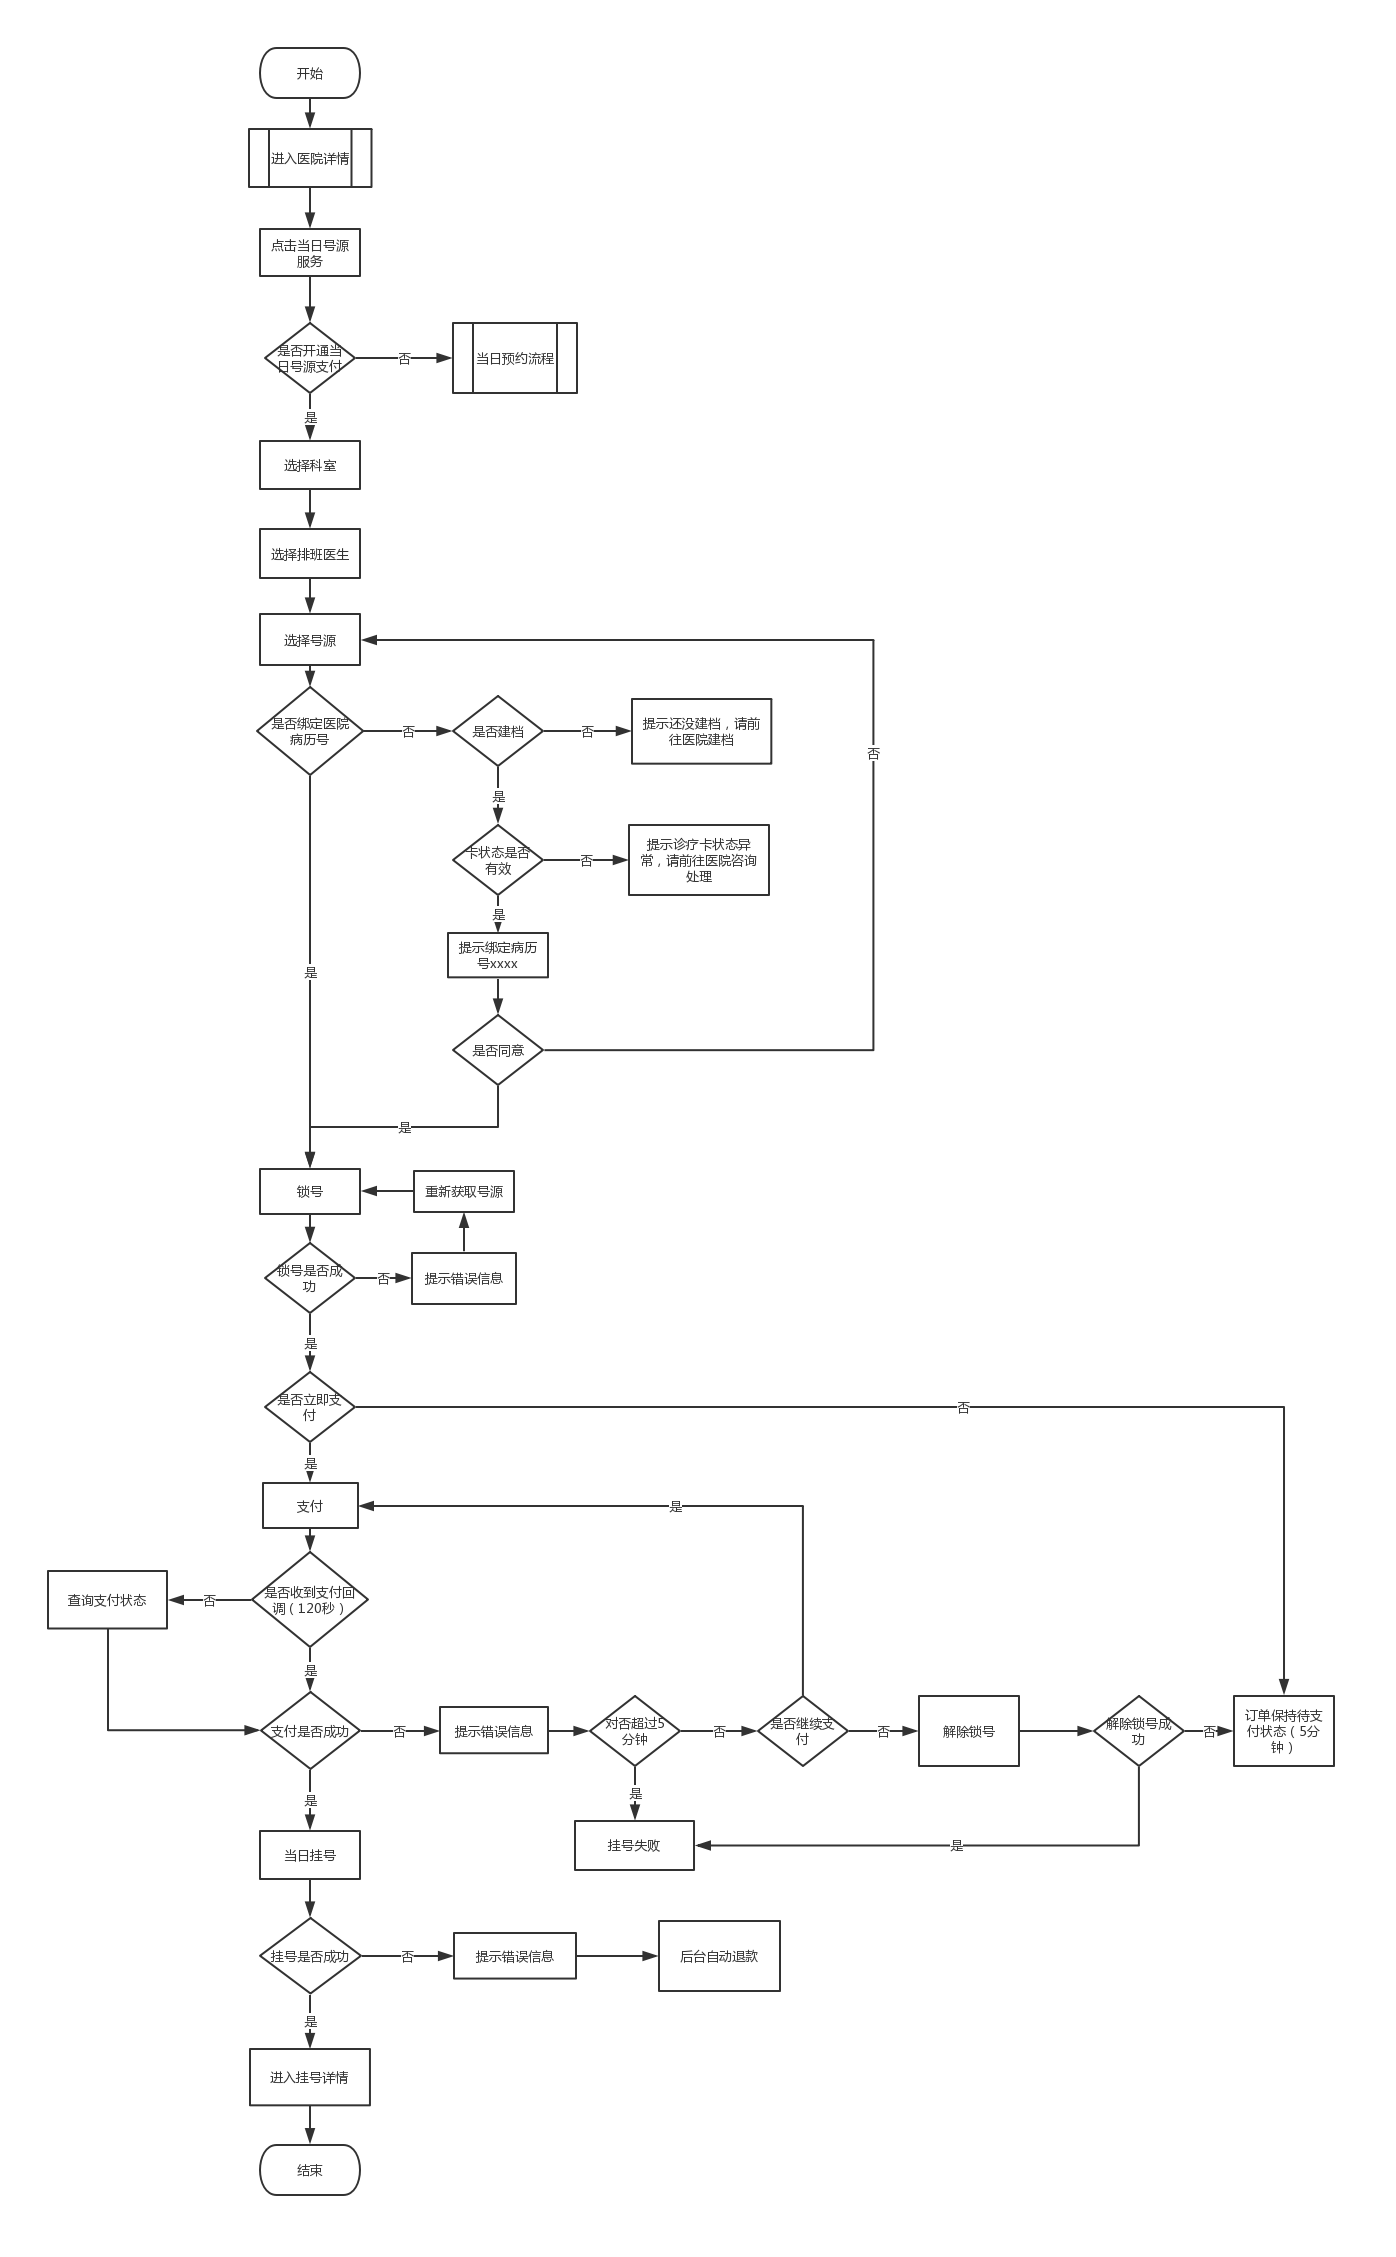 开始
进入医院详情
点击当日号源
服务
是否开通当
日号源支付
否
当日预约流程
是
选择科室
选择排班医生
选择号源
是否绑定医院
病历号
否
是否建档
否
提示还没建档，请前
往医院建档
否
是
卡状态是否
有效
否
提示诊疗卡状态异
常，请前往医院咨询
处理
是
提示绑定病历
号xxxx
是
是否同意
是
锁号
重新获取号源
锁号是否成
功
否
提示错误信息
是
是否立即支
付
否
是
支付
是
查询支付状态
否
是否收到支付回
调（120秒）
是
支付是否成功
否
提示错误信息
对否超过5
分钟
否
是否继续支
付
否
解除锁号
解除锁号成
功
否
订单保持待支
付状态（5分
钟）
是
是
当日挂号
挂号失败
是
挂号是否成功
否
提示错误信息
后台自动退款
是
进入挂号详情
结束